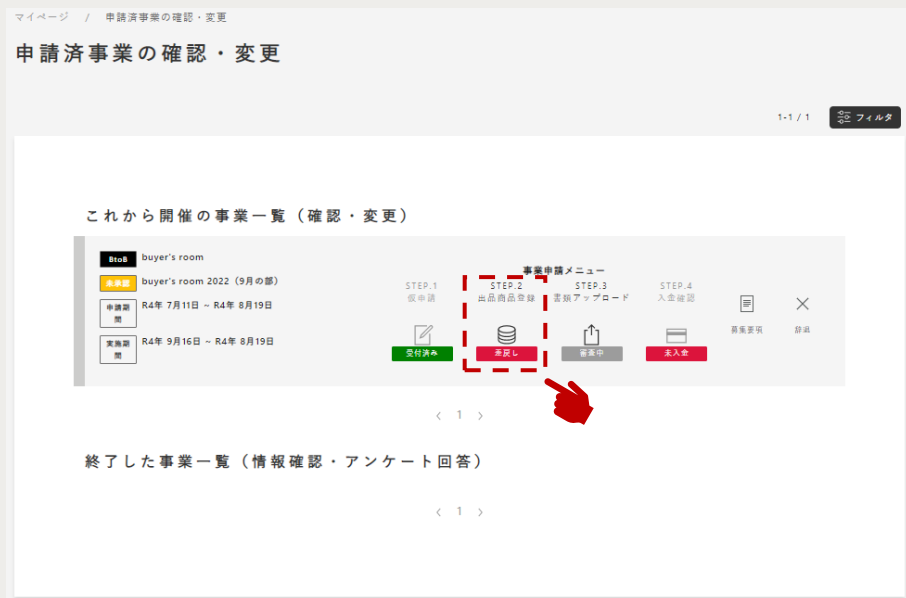 マイページ / 申請済事業の確認・変更
申請済事業の確認・変更
1-1 / 1 フィルタ
これから開催の事業一覧（確認・変更）
BtoB buyer's room
未承認 buyer's room 2022（9月の部）
申請期間 R4年 7月11日 ~ R4年 8月19日
実施期間 R4年 9月16日 ~ R4年 8月19日
事業申請メニュー
STEP.1 STEP.2 STEP.3 STEP.4
仮申請 出品商品登録 書類アップロード 入金確認
受付済み 差戻し 審査中 未入金
募集要項 辞退
< 1 >
終了した事業一覧（情報確認・アンケート回答）
< 1 >